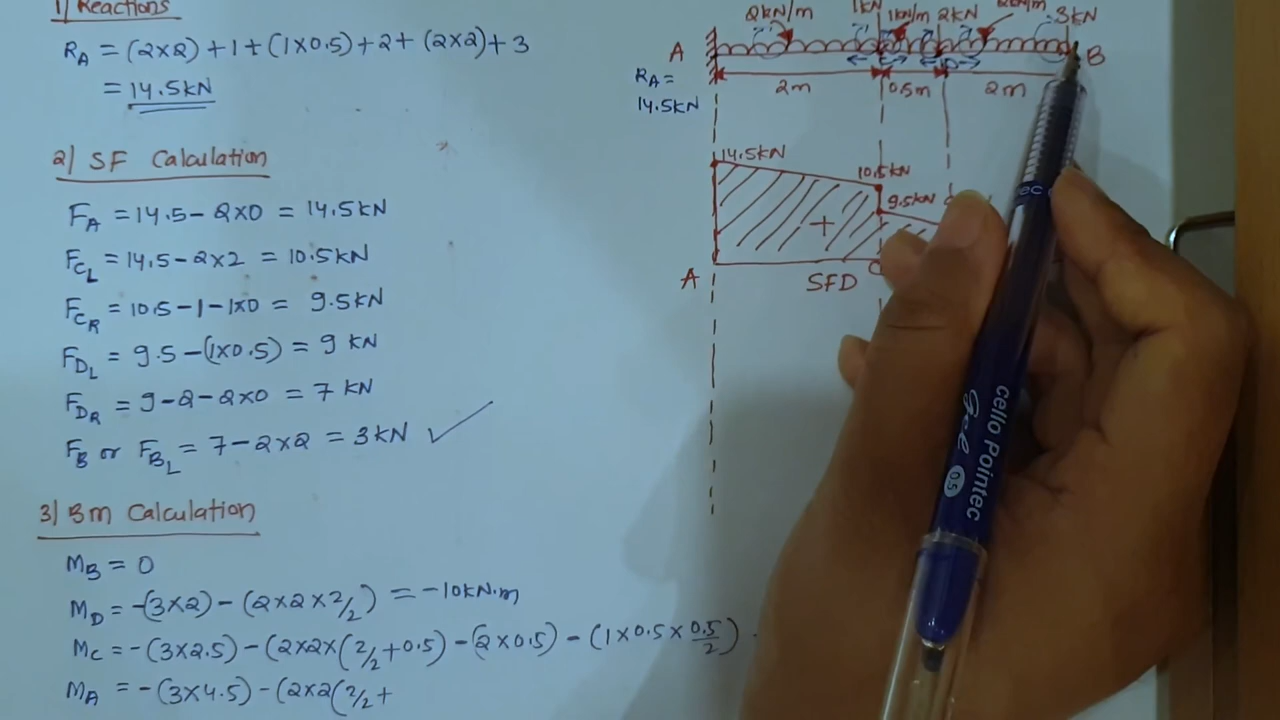 1) Reactions
RA = (2×2) + 1 + (1×0.5) + 2 + (2×2) + 3
= 14.5kN
2) SF Calculation
FA = 14.5 - 2×0 = 14.5kN
FCL = 14.5 - 2×2 = 10.5kN
FCR = 10.5 - 1 - 1×0 = 9.5kN
FDL = 9.5 - (1×0.5) = 9 kN
FDR = 9 - 2 - 2×0 = 7 kN
FB or FBL = 7 - 2×2 = 3kN ✓
3) BM Calculation
MB = 0
MD = -(3×2) - (2×2×2/2) = -10kN.m
MC = -(3×2.5) - (2×2×(2/2+0.5) - (2×0.5) - (1×0.5×0.5/2)
MA = -(3×4.5) - (2×2(2/2+
2kN/m 1kN 1kN/m 2kN 2kN/m 3kN
A B
RA =
14.5kN
2m 0.5m 2m
14.5kN
10.5kN
9.5kN
+
A SFD C
cello Pointec
Gel 0.5